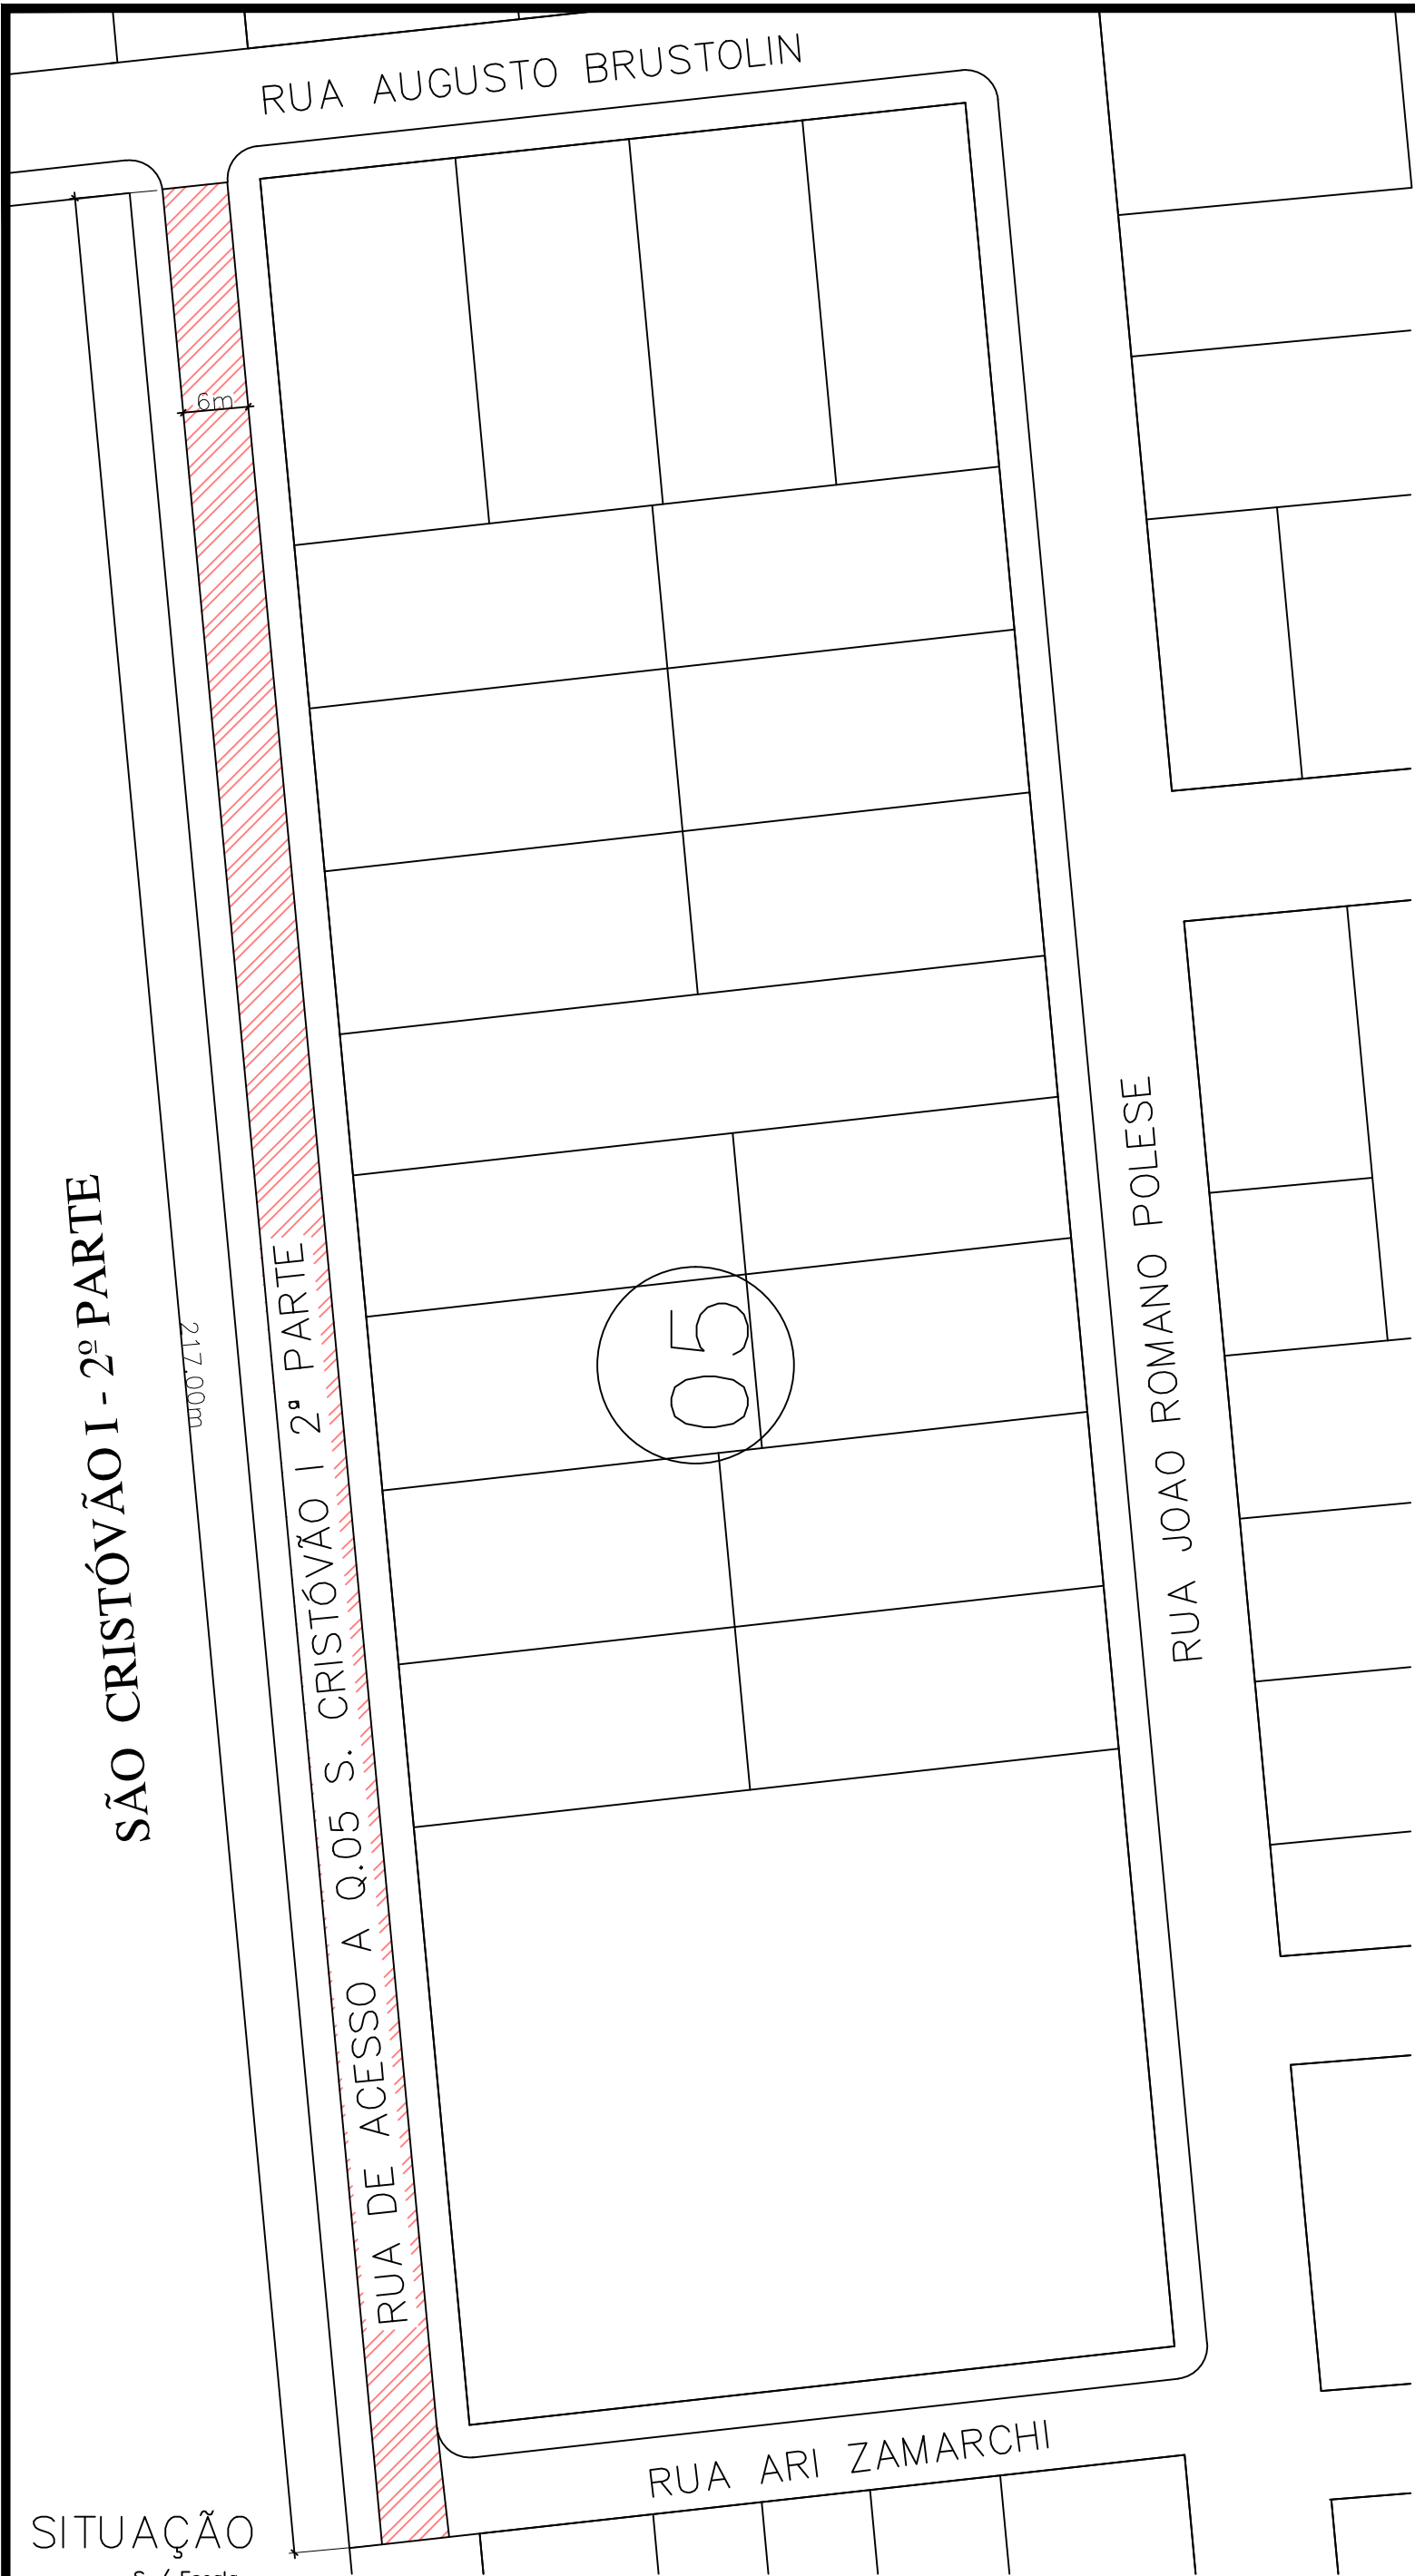 RUA AUGUSTO BRUSTOLIN
6m
SÃO CRISTÓVÃO I - 2º PARTE
217.00m
RUA DE ACESSO A Q.05 S. CRISTÓVÃO I 2ª PARTE
05
RUA JOAO ROMANO POLESE
RUA ARI ZAMARCHI
SITUAÇÃO
S / Escala